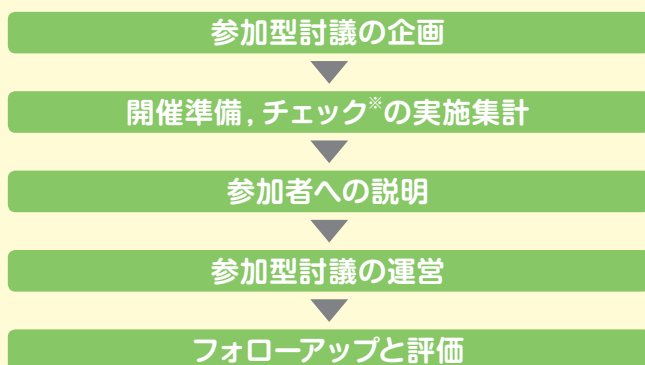 参加型討議の企画
開催準備，チェック※の実施集計
参加者への説明
参加型討議の運営
フォローアップと評価